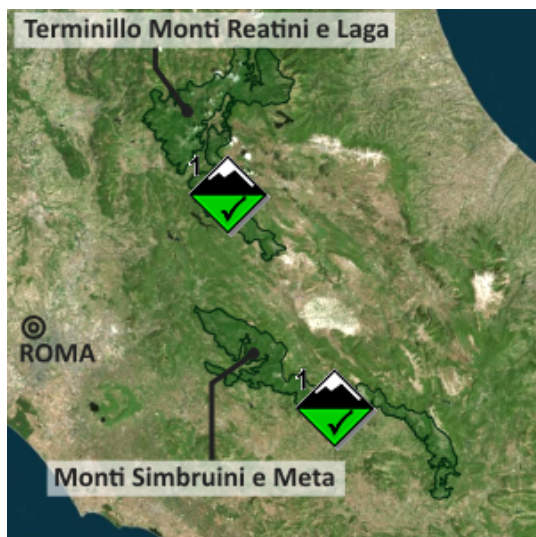 Terminillo Monti Reatini e Laga
1
ROMA
1
Monti Simbruini e Meta